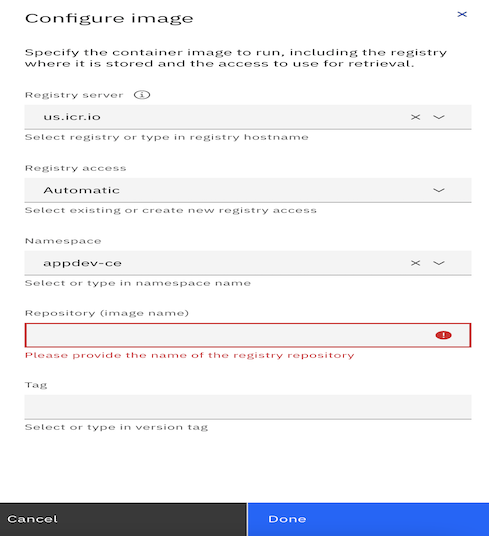 Configure image
Specify the container image to run, including the registry
where it is stored and the access to use for retrieval.
Registry server
us.icr.io
Select registry or type in registry hostname
Registry access
Automatic
Select existing or create new registry access
Namespace
appdev-ce
Select or type in namespace name
Repository (image name)
Please provide the name of the registry repository
Tag
Select or type in version tag
Cancel
Done